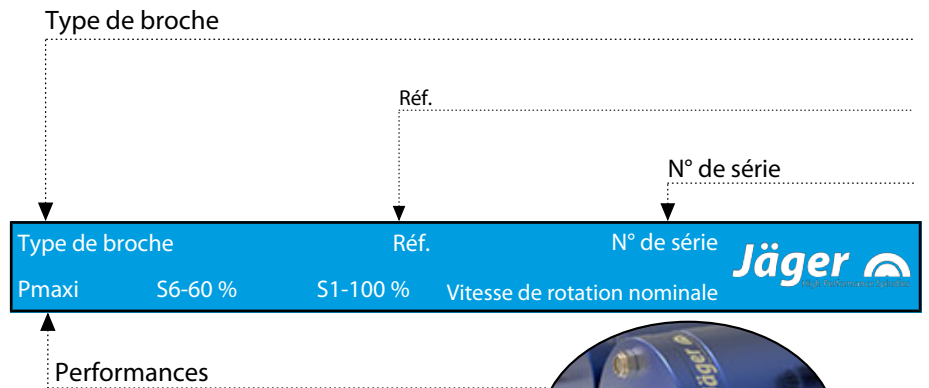 Type de broche
Réf.
N° de série
Type de broche Réf. N° de série
Jäger
Pmaxi S6-60 % S1-100 % Vitesse de rotation nominale
Performances